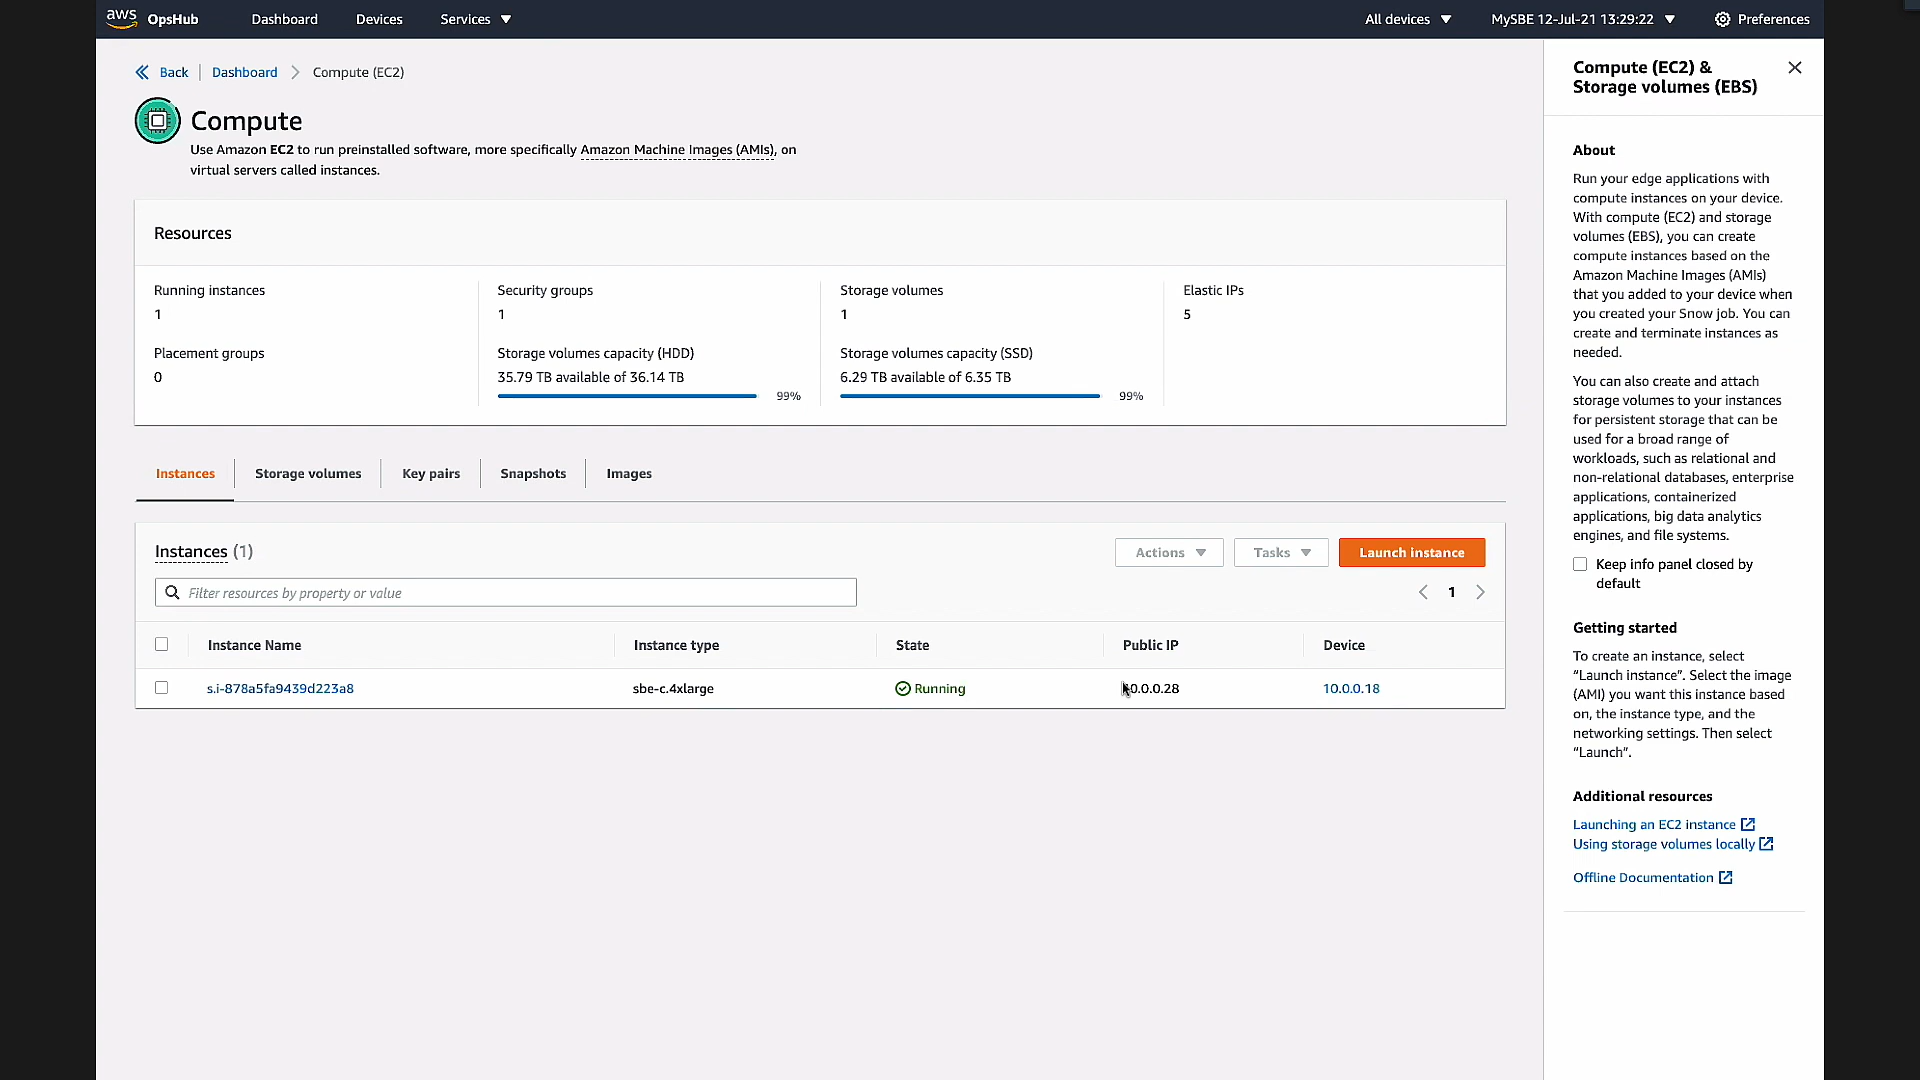 aws OpsHub Dashboard Devices Services All devices MySBE 12-Jul-21 13:29:22 Preferences
Back Dashboard Compute (EC2)
Compute
Use Amazon EC2 to run preinstalled software, more specifically Amazon Machine Images (AMIs), on
virtual servers called instances.
Resources
Running instances
1
Security groups
1
Storage volumes
1
Elastic IPs
5
Placement groups
0
Storage volumes capacity (HDD)
35.79 TB available of 36.14 TB
99%
Storage volumes capacity (SSD)
6.29 TB available of 6.35 TB
99%
Instances Storage volumes Key pairs Snapshots Images
Instances (1)
Actions Tasks Launch instance
Filter resources by property or value
1
Instance Name Instance type State Public IP Device
s.i-878a5fa9439d223a8 sbe-c.4xlarge Running 0.0.0.28 10.0.0.18
Compute (EC2) &
Storage volumes (EBS)
About
Run your edge applications with
compute instances on your device.
With compute (EC2) and storage
volumes (EBS), you can create
compute instances based on the
Amazon Machine Images (AMIs)
that you added to your device when
you created your Snow job. You can
create and terminate instances as
needed.
You can also create and attach
storage volumes to your instances
for persistent storage that can be
used for a broad range of
workloads, such as relational and
non-relational databases, enterprise
applications, containerized
applications, big data analytics
engines, and file systems.
Keep info panel closed by
default
Getting started
To create an instance, select
“Launch instance”. Select the image
(AMI) you want this instance based
on, the instance type, and the
networking settings. Then select
“Launch”.
Additional resources
Launching an EC2 instance
Using storage volumes locally
Offline Documentation